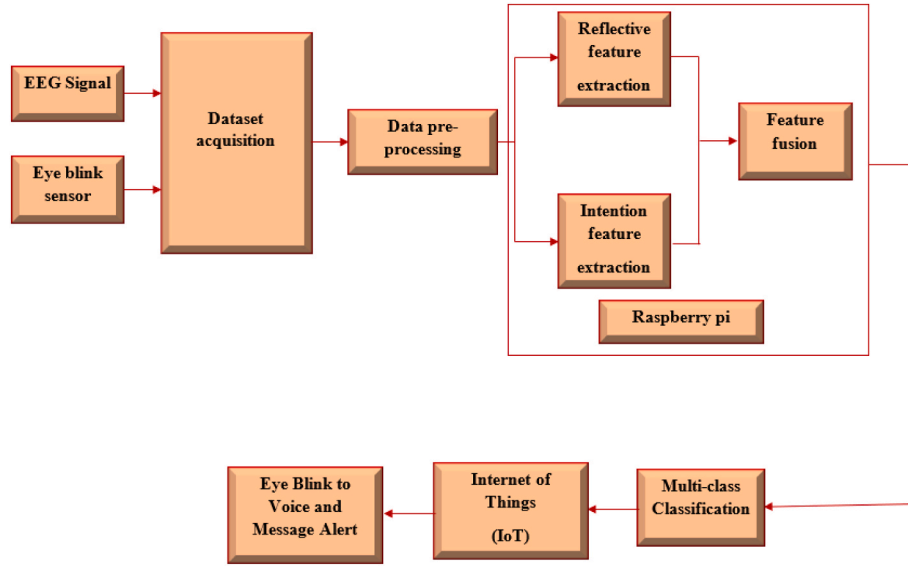 EEG Signal
Eye blink
sensor
Dataset
acquisition
Data pre-
processing
Reflective
feature
extraction
Intention
feature
extraction
Feature
fusion
Raspberry pi
Multi-class
Classification
Internet of
Things
(IoT)
Eye Blink to
Voice and
Message Alert